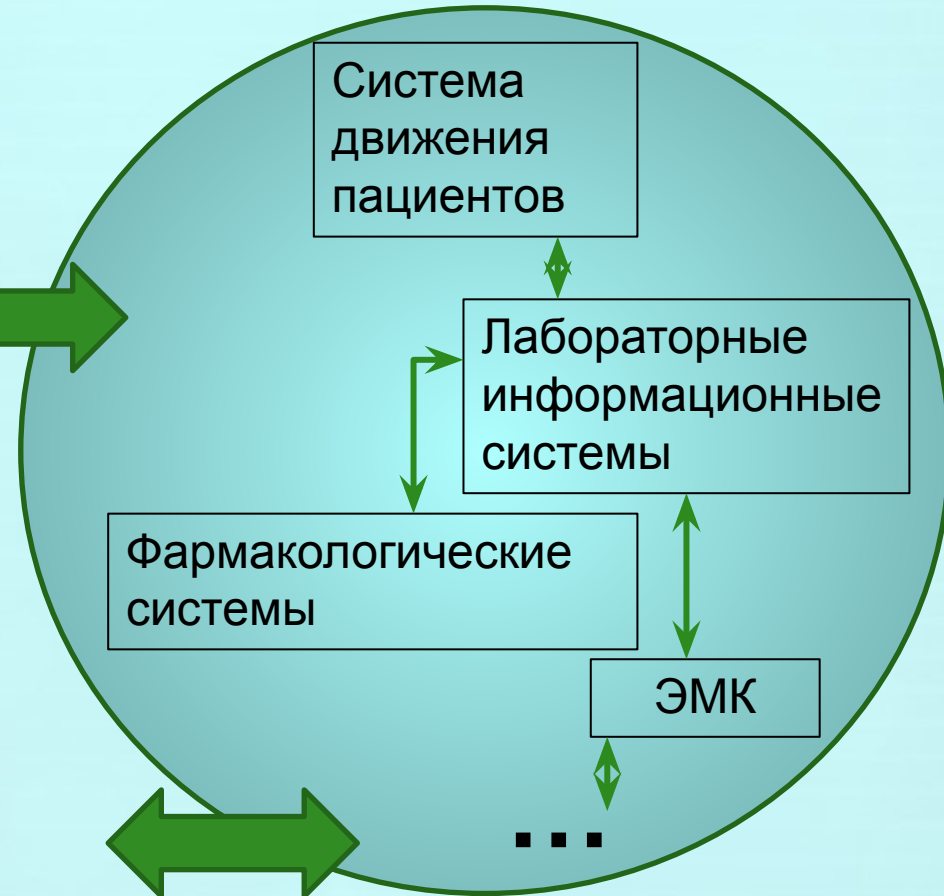 Система
движения
пациентов
Лабораторные
информационные
системы
Фармакологические
системы
ЭМК
...